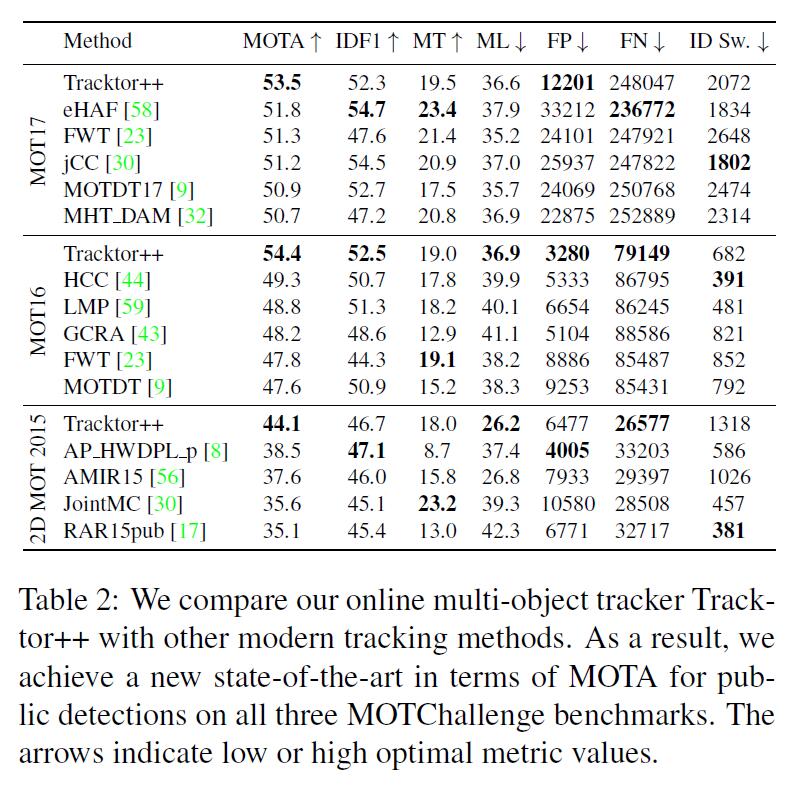 Method MOTA ↑ IDF1 ↑ MT ↑ ML ↓ FP ↓ FN ↓ ID Sw. ↓
MOT17
Tracktor++ 53.5 52.3 19.5 36.6 12201 248047 2072
eHAF [58] 51.8 54.7 23.4 37.9 33212 236772 1834
FWT [23] 51.3 47.6 21.4 35.2 24101 247921 2648
jCC [30] 51.2 54.5 20.9 37.0 25937 247822 1802
MOTDT17 [9] 50.9 52.7 17.5 35.7 24069 250768 2474
MHT_DAM [32] 50.7 47.2 20.8 36.9 22875 252889 2314
MOT16
Tracktor++ 54.4 52.5 19.0 36.9 3280 79149 682
HCC [44] 49.3 50.7 17.8 39.9 5333 86795 391
LMP [59] 48.8 51.3 18.2 40.1 6654 86245 481
GCRA [43] 48.2 48.6 12.9 41.1 5104 88586 821
FWT [23] 47.8 44.3 19.1 38.2 8886 85487 852
MOTDT [9] 47.6 50.9 15.2 38.3 9253 85431 792
2D MOT 2015
Tracktor++ 44.1 46.7 18.0 26.2 6477 26577 1318
AP_HWDPL_p [8] 38.5 47.1 8.7 37.4 4005 33203 586
AMIR15 [56] 37.6 46.0 15.8 26.8 7933 29397 1026
JointMC [30] 35.6 45.1 23.2 39.3 10580 28508 457
RAR15pub [17] 35.1 45.4 13.0 42.3 6771 32717 381
Table 2: We compare our online multi-object tracker Track-
tor++ with other modern tracking methods. As a result, we
achieve a new state-of-the-art in terms of MOTA for pub-
lic detections on all three MOTChallenge benchmarks. The
arrows indicate low or high optimal metric values.